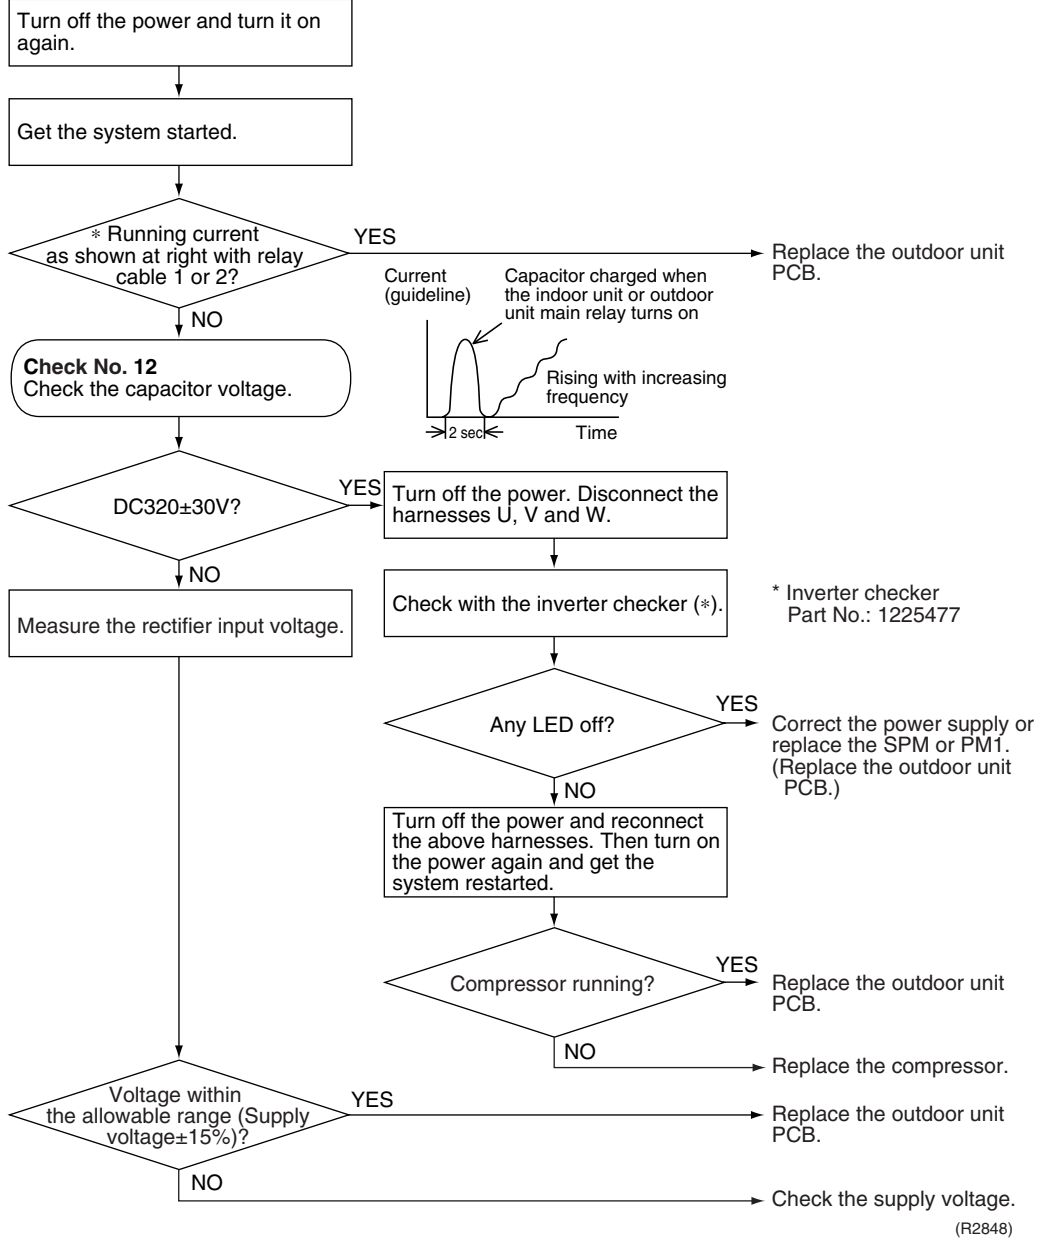 Turn off the power and turn it on
again.
Get the system started.
* Running current
as shown at right with relay
cable 1 or 2?
YES
Replace the outdoor unit
PCB.
NO
Current
(guideline)
Capacitor charged when
the indoor unit or outdoor
unit main relay turns on
Rising with increasing
frequency
2 sec
Time
Check No. 12
Check the capacitor voltage.
DC320±30V?
YES
Turn off the power. Disconnect the
harnesses U, V and W.
NO
Check with the inverter checker (*).
* Inverter checker
Part No.: 1225477
Measure the rectifier input voltage.
Any LED off?
YES
Correct the power supply or
replace the SPM or PM1.
(Replace the outdoor unit
PCB.)
NO
Turn off the power and reconnect
the above harnesses. Then turn on
the power again and get the
system restarted.
Compressor running?
YES
Replace the outdoor unit
PCB.
NO
Replace the compressor.
Voltage within
the allowable range (Supply
voltage±15%)?
YES
Replace the outdoor unit
PCB.
NO
Check the supply voltage.
(R2848)